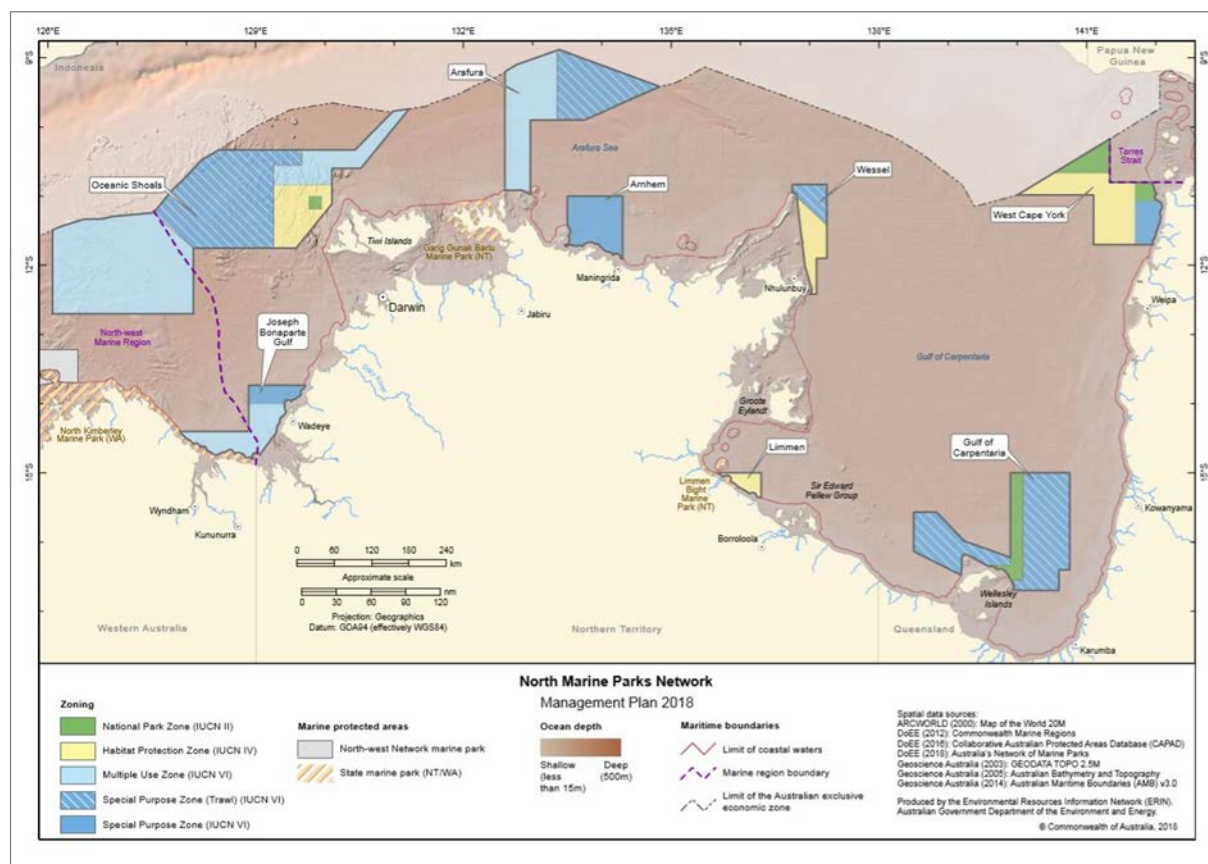 126°E
129°E
132°E
135°E
138°E
141°E
9°S
9°S
Indonesia
Papua New
Guinea
Arafura
Torres
Strait
Arafura Sea
Oceanic Shoals
Arnhem
Wessel
West Cape York
Tiwi Islands
Garig Gunak Barlu
Marine Park (NT)
12°S
12°S
Maningrida
Nhulunbuy
Darwin
Jabiru
Weipa
Joseph
Bonaparte
Gulf
North-west
Marine Region
Gulf of Carpentaria
Daly River
Groote
Eylandt
North Kimberley
Marine Park (WA)
Wadeye
Limmen
Gulf of
Carpentaria
15°S
15°S
Limmen
Bight
Marine
Park (NT)
Sir Edward
Pellew Group
Wyndham
Kowanyama
Kununurra
Borroloola
0 60 120 180 240
km
Approximate scale
0 30 60 90 120
nm
Projection: Geographics
Datum: GDA94 (effectively WGS84)
Wellesley
Islands
Western Australia
Northern Territory
Queensland
Karumba
North Marine Parks Network
Management Plan 2018
Zoning
National Park Zone (IUCN II)
Habitat Protection Zone (IUCN IV)
Multiple Use Zone (IUCN VI)
Special Purpose Zone (Trawl) (IUCN VI)
Special Purpose Zone (IUCN VI)
Marine protected areas
North-west Network marine park
State marine park (NT/WA)
Ocean depth
Shallow Deep
(less (500m)
than 15m)
Maritime boundaries
Limit of coastal waters
Marine region boundary
Limit of the Australian exclusive
economic zone
Spatial data sources:
ARCWORLD (2000): Map of the World 20M
DoEE (2012): Commonwealth Marine Regions
DoEE (2016): Collaborative Australian Protected Areas Database (CAPAD)
DoEE (2018): Australia's Network of Marine Parks
Geoscience Australia (2003): GEODATA TOPO 2.5M
Geoscience Australia (2005): Australian Bathymetry and Topography
Geoscience Australia (2014): Australian Maritime Boundaries (AMB) v3.0
Produced by the Environmental Resources Information Network (ERIN).
Australian Government Department of the Environment and Energy.
© Commonwealth of Australia, 2018